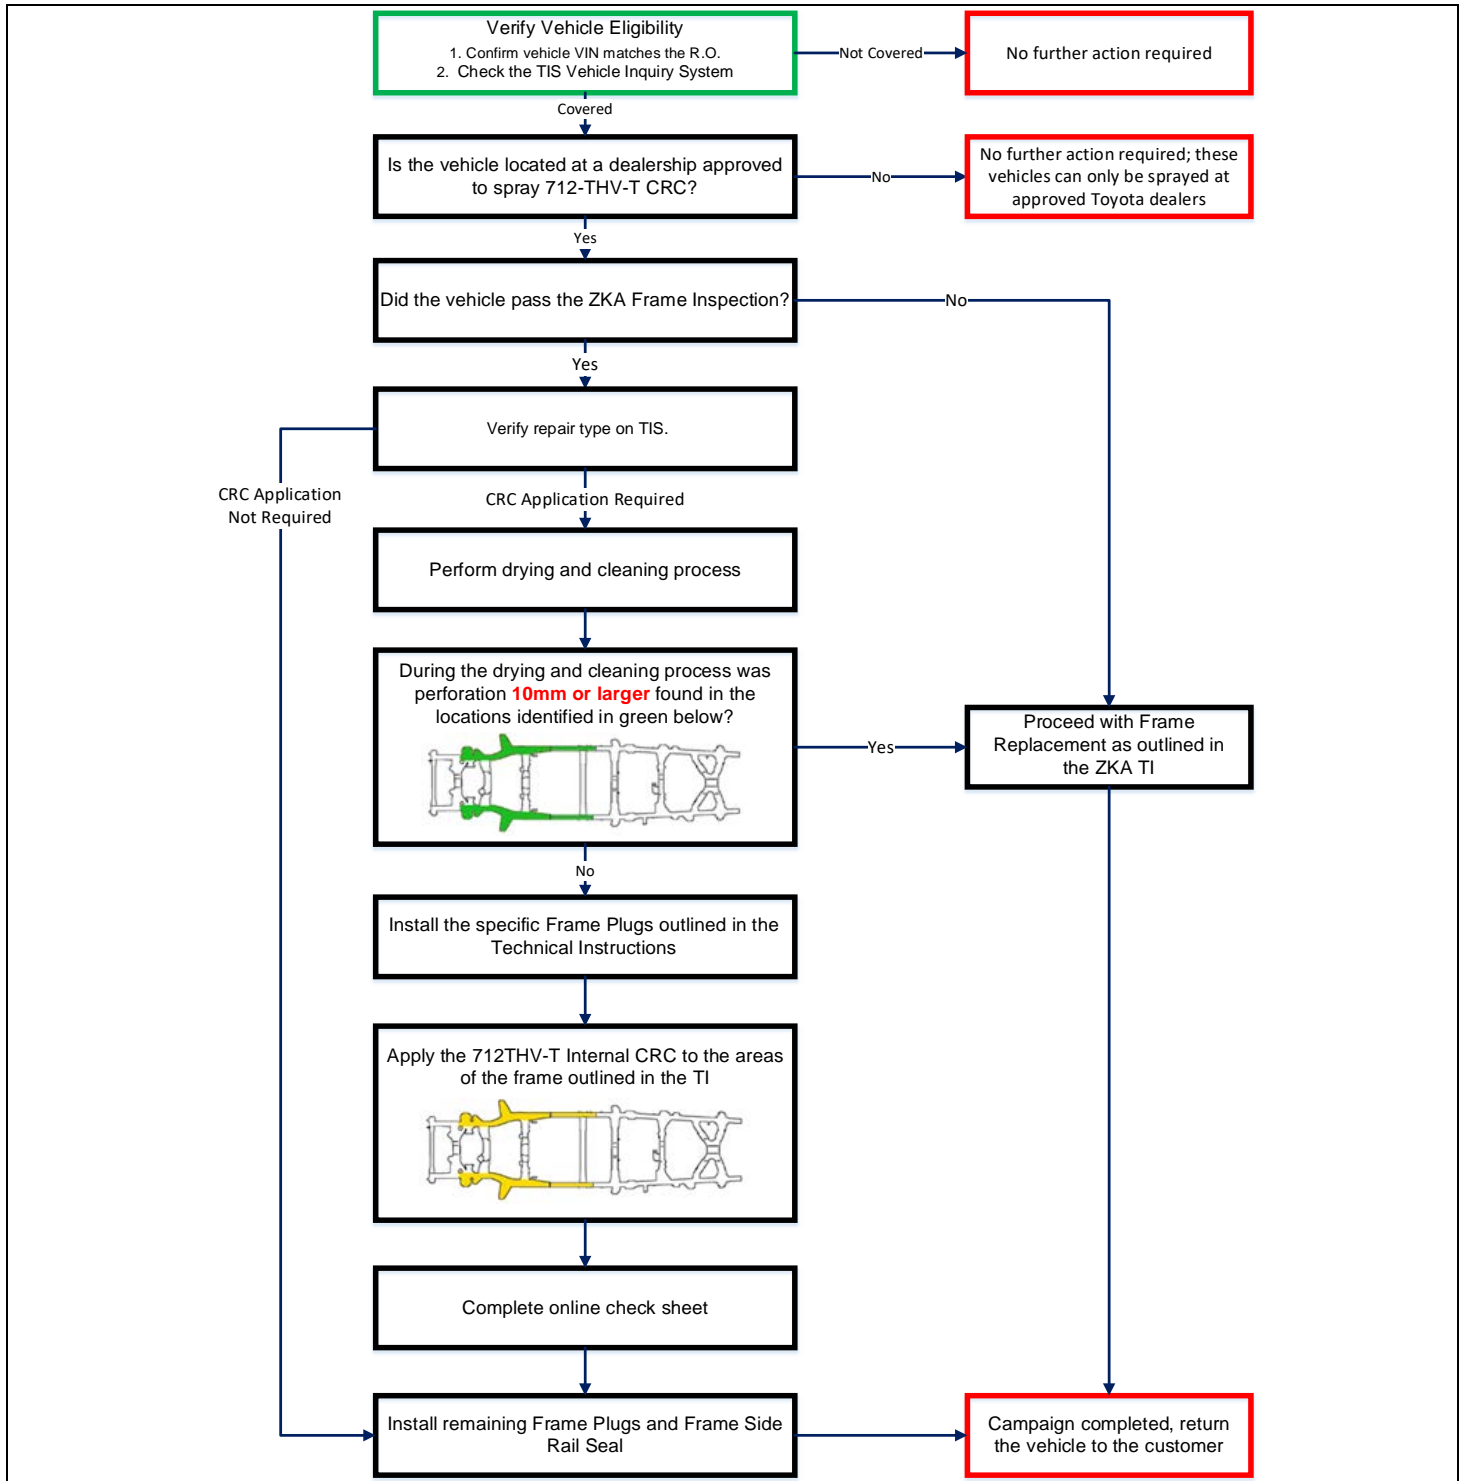 Verify Vehicle Eligibility
1. Confirm vehicle VIN matches the R.O.
2. Check the TIS Vehicle Inquiry System
Not Covered
No further action required
Covered
Is the vehicle located at a dealership approved
to spray 712-THV-T CRC?
No
No further action required; these
vehicles can only be sprayed at
approved Toyota dealers
Yes
Did the vehicle pass the ZKA Frame Inspection?
No
Yes
Verify repair type on TIS.
CRC Application
Not Required
CRC Application Required
Perform drying and cleaning process
During the drying and cleaning process was
perforation 10mm or larger found in the
locations identified in green below?
Yes
Proceed with Frame
Replacement as outlined in
the ZKA TI
No
Install the specific Frame Plugs outlined in the
Technical Instructions
Apply the 712THV-T Internal CRC to the areas
of the frame outlined in the TI
Complete online check sheet
Install remaining Frame Plugs and Frame Side
Rail Seal
Campaign completed, return
the vehicle to the customer